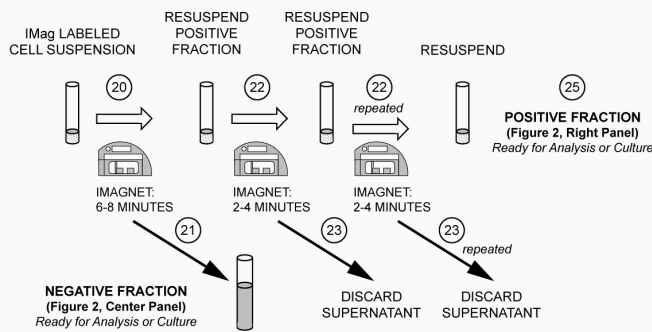 IMag LABELED
CELL SUSPENSION
RESUSPEND
POSITIVE
FRACTION
RESUSPEND
POSITIVE
FRACTION
RESUSPEND
20
22
22
repeated
25
POSITIVE FRACTION
(Figure 2, Right Panel)
Ready for Analysis or Culture
IMAGNET:
6-8 MINUTES
IMAGNET:
2-4 MINUTES
IMAGNET:
2-4 MINUTES
21
23
23
repeated
NEGATIVE FRACTION
(Figure 2, Center Panel)
Ready for Analysis or Culture
DISCARD
SUPERNATANT
DISCARD
SUPERNATANT